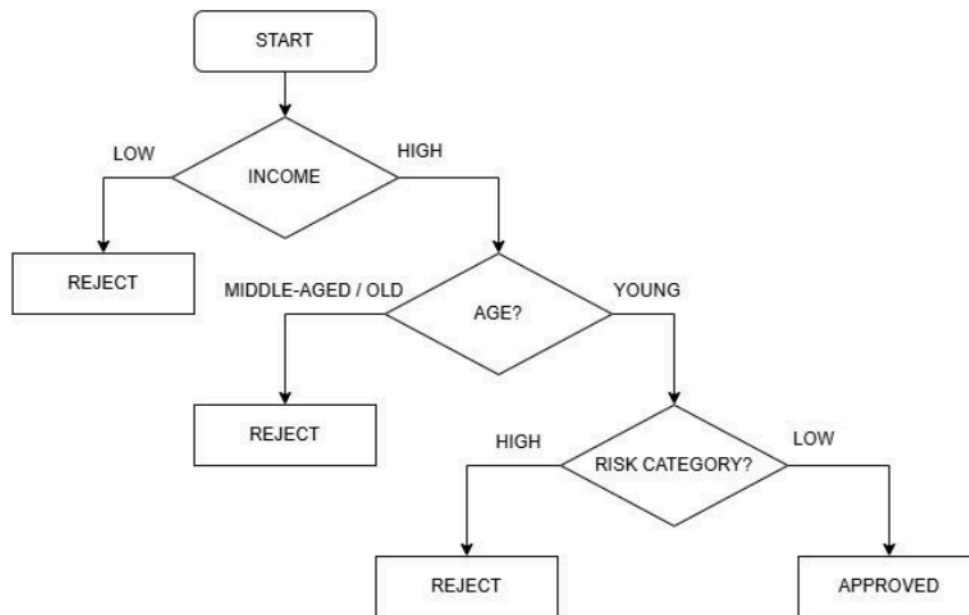 START
LOW
HIGH
INCOME
REJECT
MIDDLE-AGED / OLD
YOUNG
AGE?
REJECT
HIGH
LOW
RISK CATEGORY?
REJECT
APPROVED